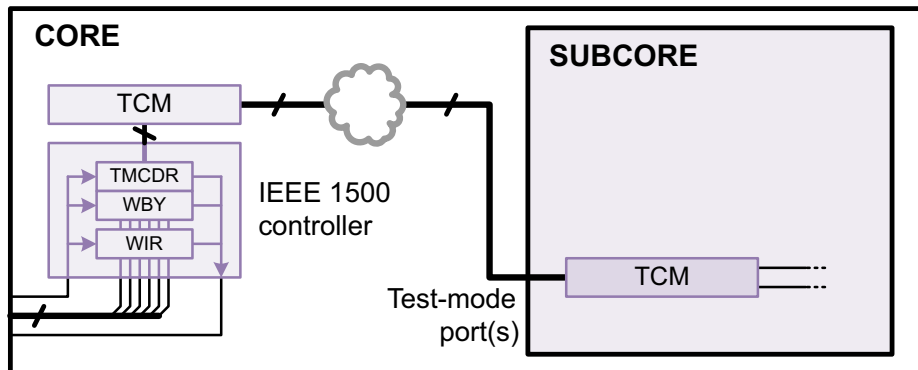 CORE
SUBCORE
TCM
TMCDR
WBY
WIR
IEEE 1500
controller
TCM
Test-mode
port(s)